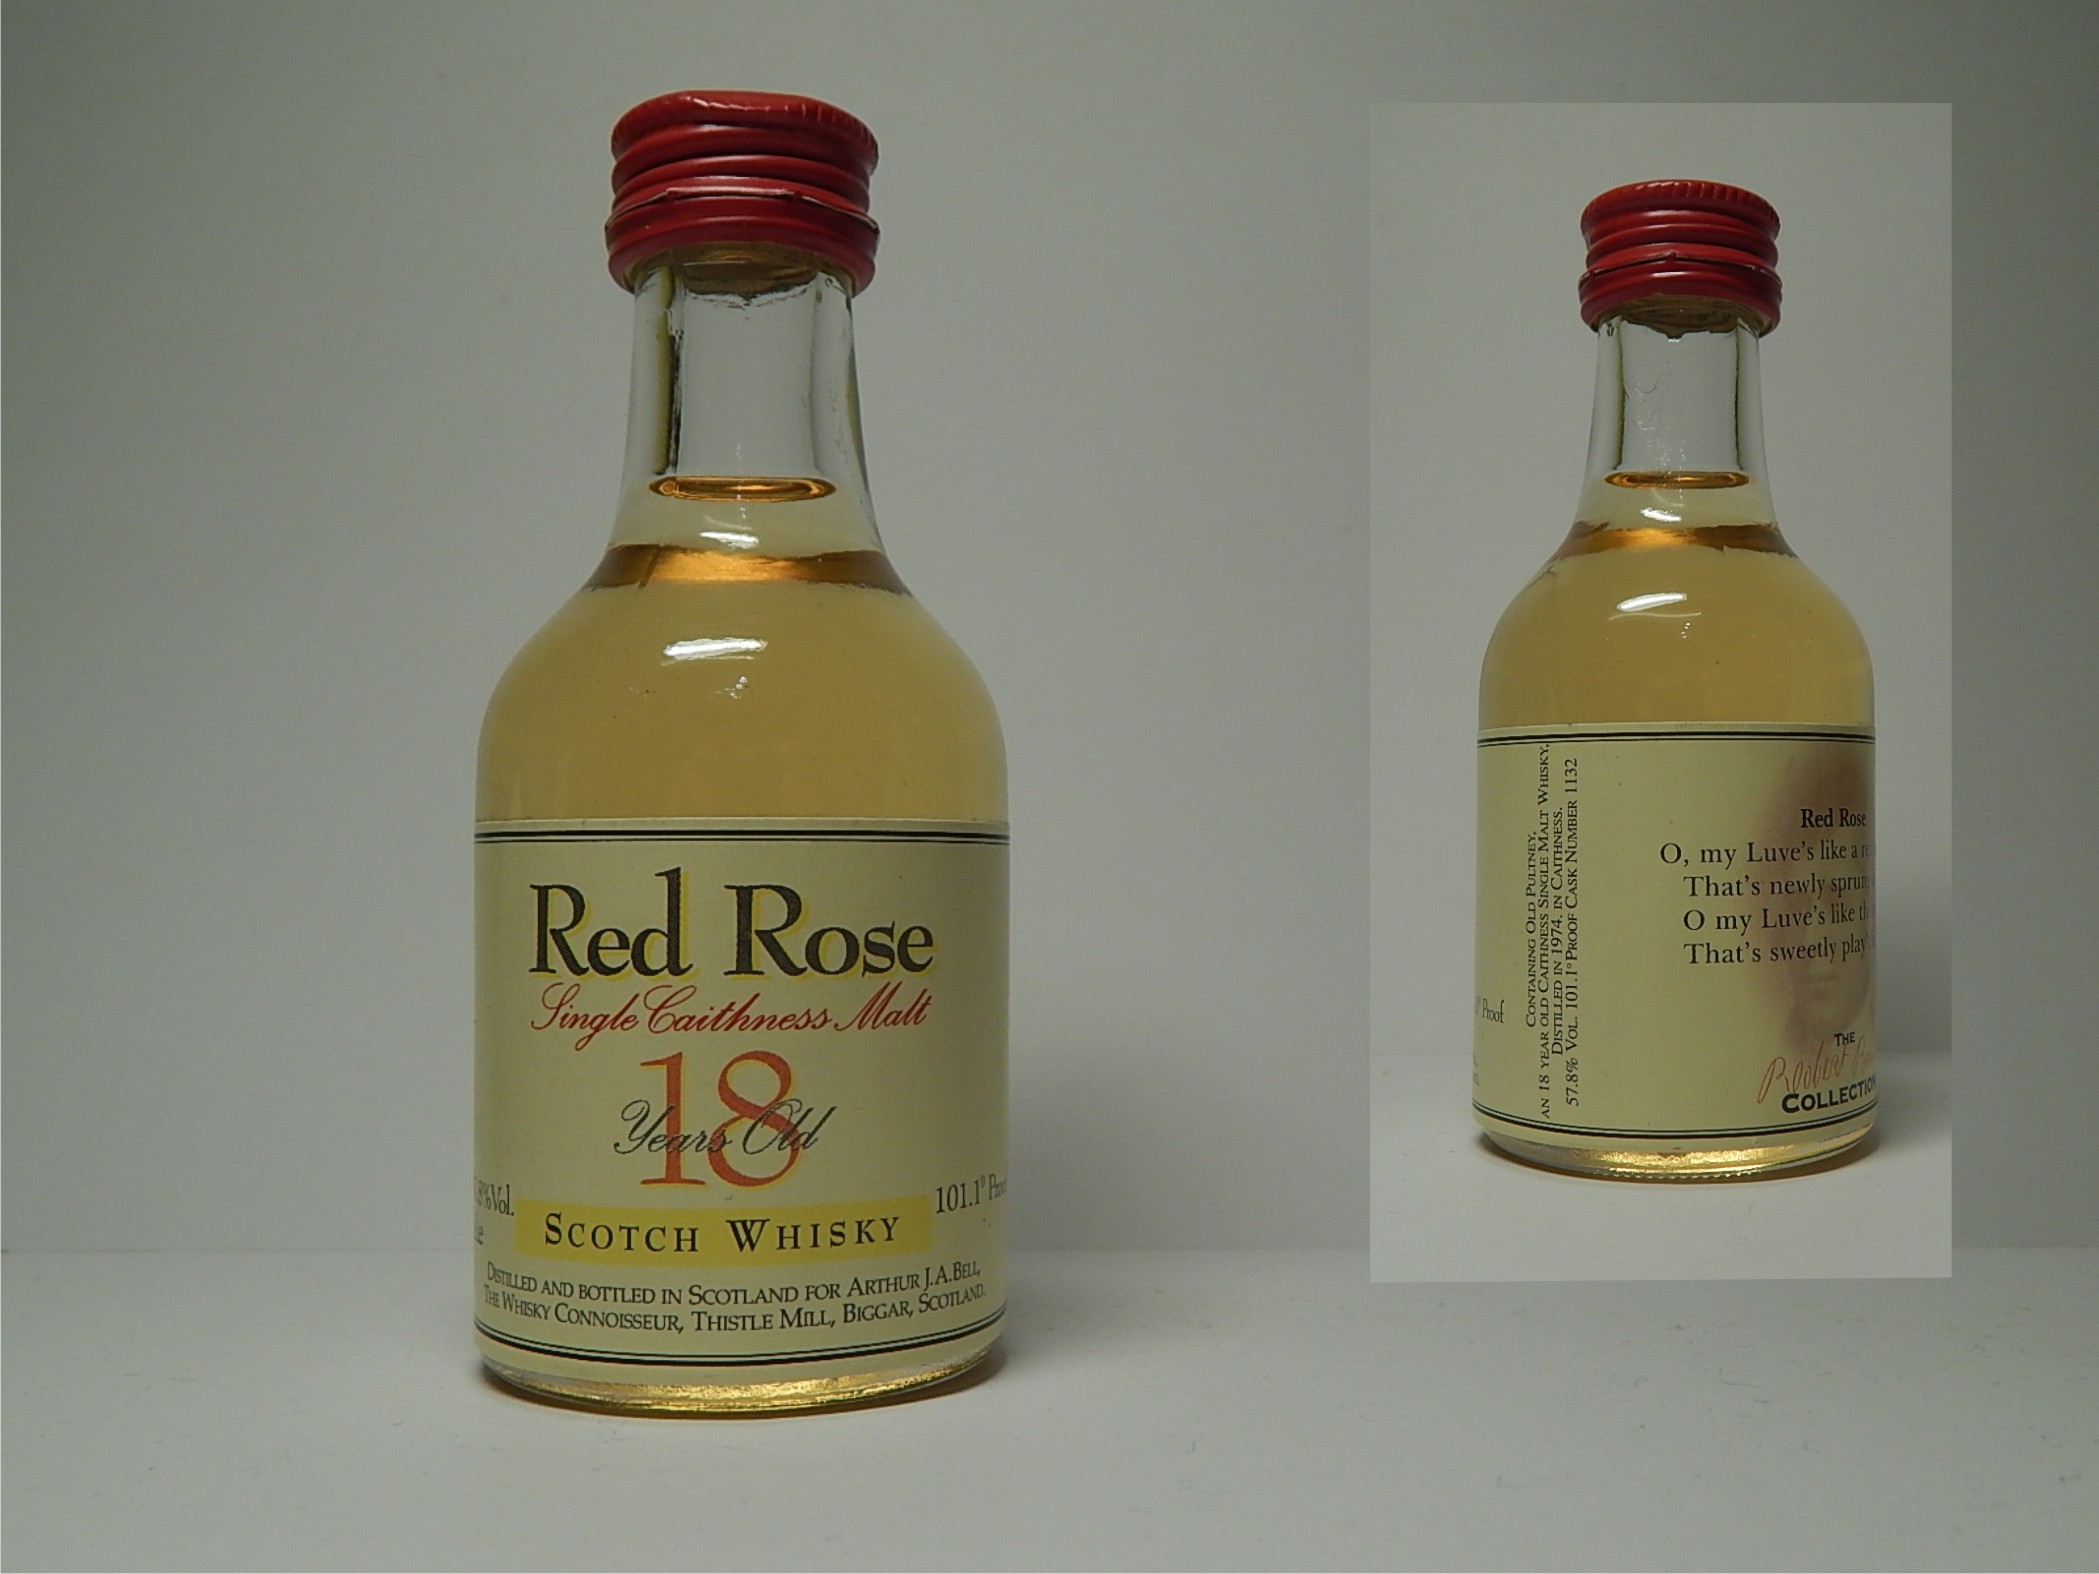 Red Rose
Single Caithness Malt
18
Years Old
%Vol.
101.1°
SCOTCH WHISKY
DISTILLED AND BOTTLED IN SCOTLAND FOR ARTHUR J.A.BELL,
THE WHISKY CONNOISSEUR, THISTLE MILL, BIGGAR, SCOTLAND.
Proof
CONTAINING OLD PULTNEY,
AN 18 YEAR OLD CAITHNESS SINGLE MALT WHISKY,
DISTILLED IN 1974, IN CAITHNESS.
57.8% VOL. 101.1° PROOF CASK NUMBER 1132
Red Rose
O, my Luve's like a
That's newly
O my Luve's like
That's sweetly
THE
Robert
COLLECTION